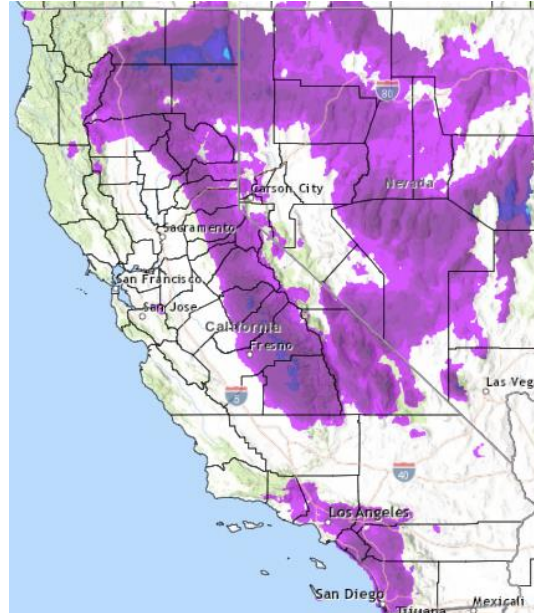 80
Carson City
Nevada
Sacramento
San Francisco
San Jose
California
Fresno
5
Las Veg
40
Los Angeles
San Diego
Tijuana
Mexicali